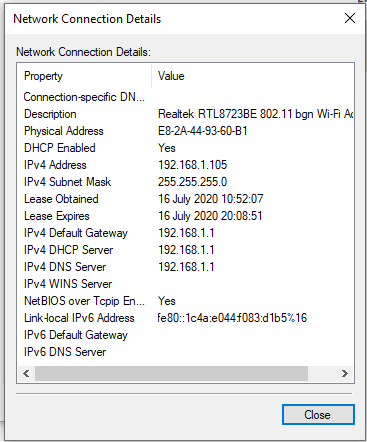 Network Connection Details
Network Connection Details:
Property Value
Connection-specific DN...
Description Realtek RTL8723BE 802.11 bgn Wi-Fi Ac
Physical Address E8-2A-44-93-60-B1
DHCP Enabled Yes
IPv4 Address 192.168.1.105
IPv4 Subnet Mask 255.255.255.0
Lease Obtained 16 July 2020 10:52:07
Lease Expires 16 July 2020 20:08:51
IPv4 Default Gateway 192.168.1.1
IPv4 DHCP Server 192.168.1.1
IPv4 DNS Server 192.168.1.1
IPv4 WINS Server
NetBIOS over Tcpip En... Yes
Link-local IPv6 Address fe80::1c4a:e044:f083:d1b5%16
IPv6 Default Gateway
IPv6 DNS Server
Close